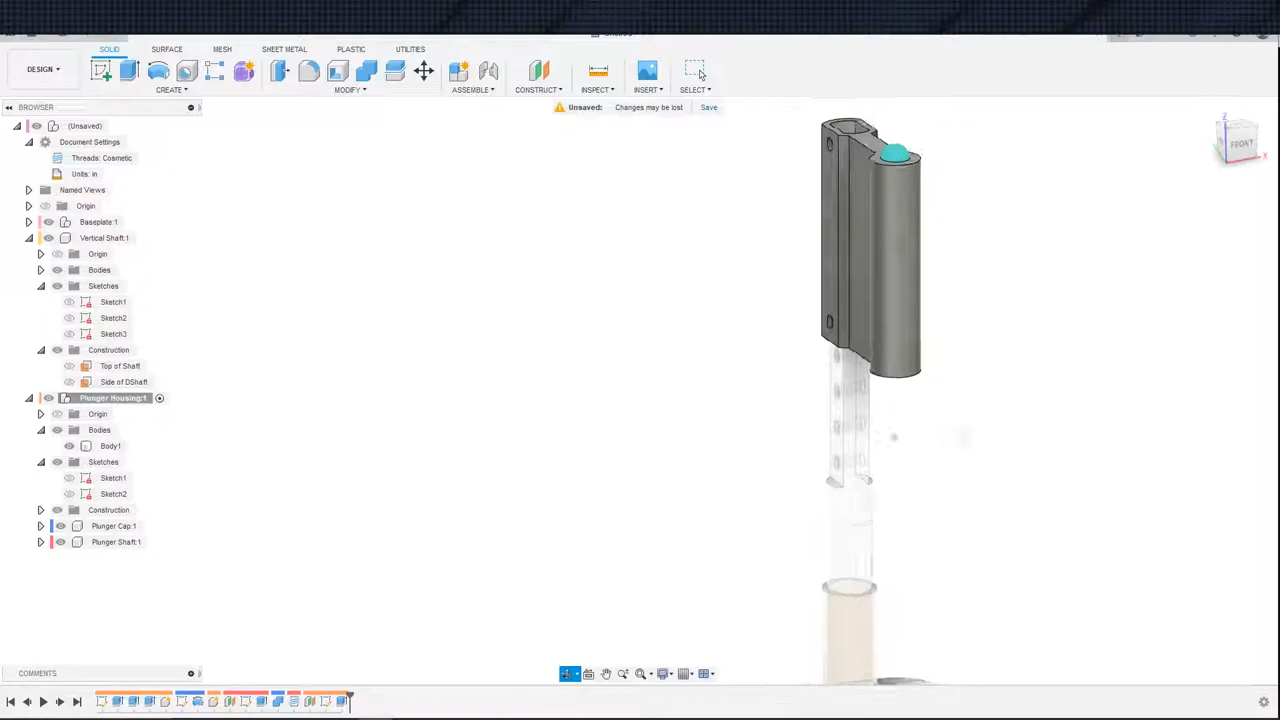 SOLID SURFACE MESH SHEET METAL PLASTIC UTILITIES
DESIGN
CREATE MODIFY ASSEMBLE CONSTRUCT INSPECT INSERT SELECT
BROWSER
Unsaved: Changes may be lost Save
(Unsaved)
Document Settings
Threads: Cosmetic
Units: in
Named Views
Origin
Baseplate:1
Vertical Shaft:1
Origin
Bodies
Sketches
Sketch1
Sketch2
Sketch3
Construction
Top of Shaft
Side of DShaft
Plunger Housing:1
Origin
Bodies
Body1
Sketches
Sketch1
Sketch2
Construction
Plunger Cap:1
Plunger Shaft:1
Z
FRONT
X
COMMENTS